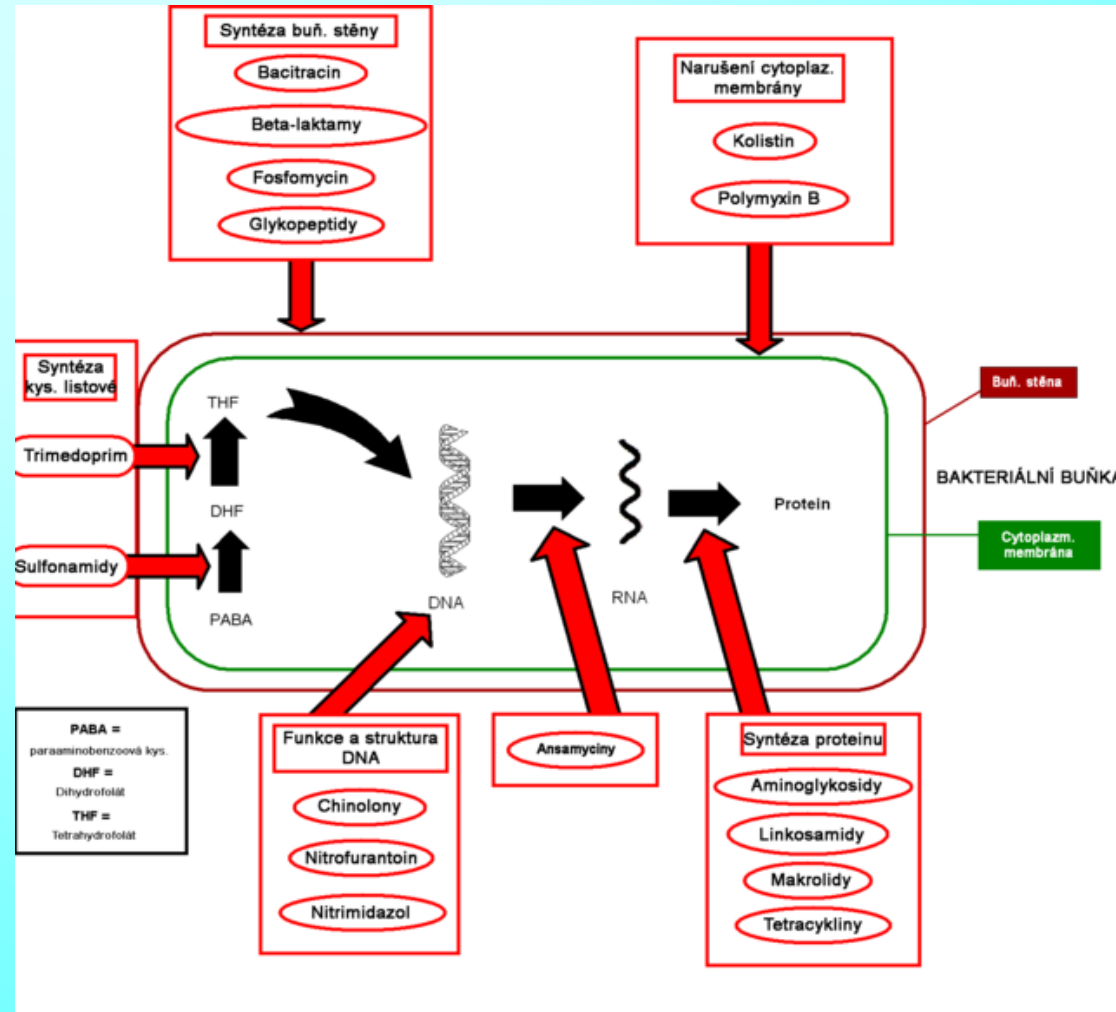 Syntéza buň. stěny
Bacitracin
Beta-laktamy
Fosfomycin
Glykopeptidy
Narušení cytoplaz.
membrány
Kolistin
Polymyxin B
Syntéza
kys. listové
Trimedoprim
Sulfonamidy
THF
DHF
PABA
DNA
RNA
Protein
Buň. stěna
BAKTERIÁLNÍ BUŇKA
Cytoplazm.
membrána
PABA =
paraaminobenzoová kys.
DHF =
Dihydrofolát
THF =
Tetrahydrofolát
Funkce a struktura
DNA
Chinolony
Nitrofurantoin
Nitrimidazol
Ansamyciny
Syntéza proteinu
Aminoglykosidy
Linkosamidy
Makrolidy
Tetracykliny